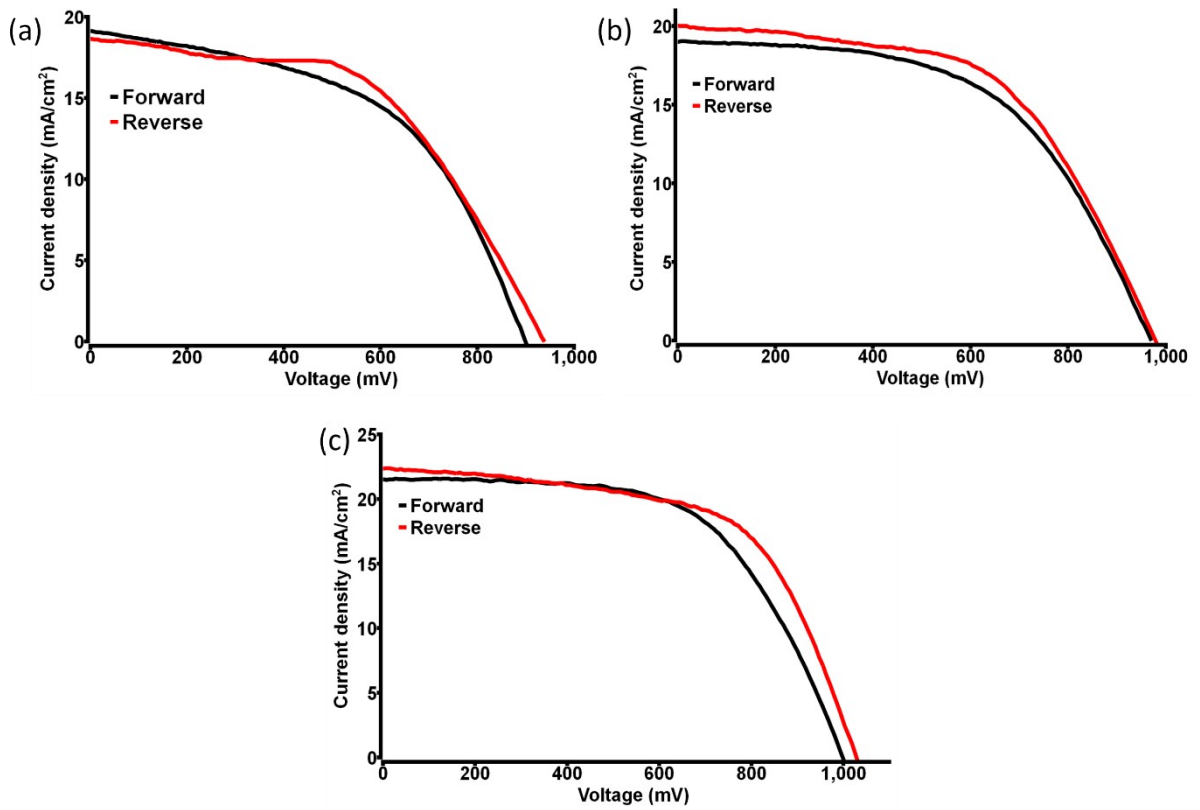 (a)
20
15
10
5
0
Current density (mA/cm²)
Forward
Reverse
0 200 400 600 800 1,000
Voltage (mV)
(b)
20
15
10
5
0
Current density (mA/cm²)
Forward
Reverse
0 200 400 600 800 1,000
Voltage (mV)
(c)
25
20
15
10
5
0
Current density (mA/cm²)
Forward
Reverse
0 200 400 600 800 1,000
Voltage (mV)